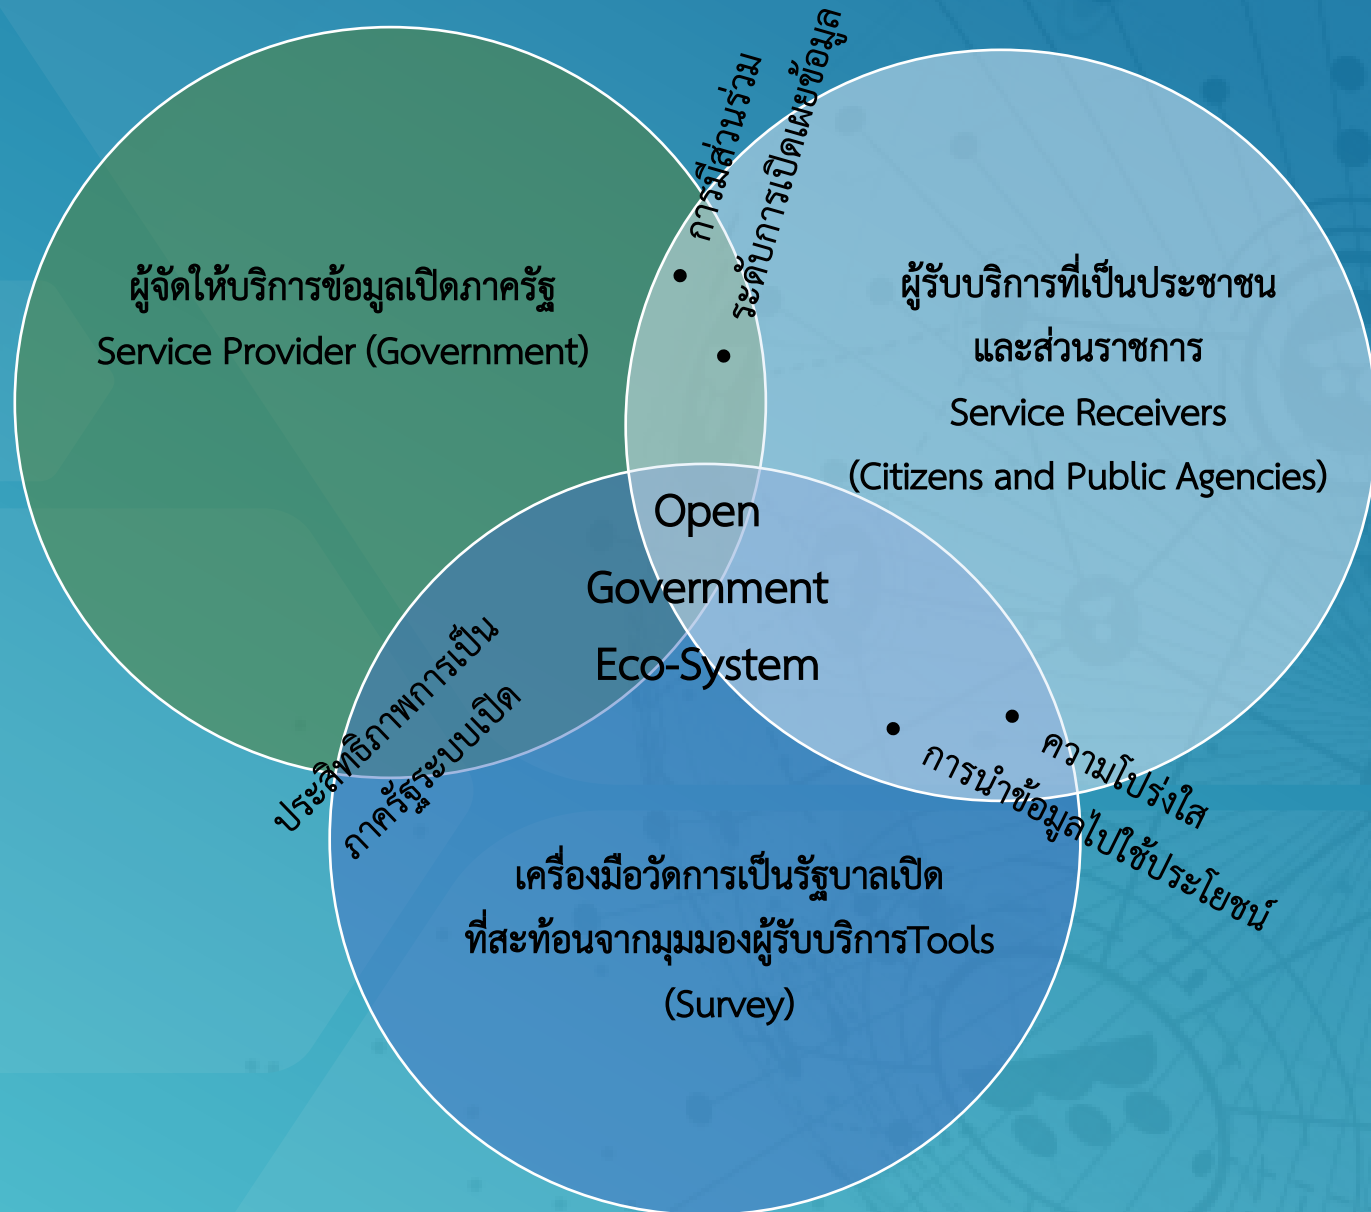 ผู้จัดให้บริการข้อมูลเปิดภาครัฐ
Service Provider (Government)
• การมีส่วนร่วม
• ระดับการเปิดเผยข้อมูล
ผู้รับบริการที่เป็นประชาชน
และส่วนราชการ
Service Receivers
(Citizens and Public Agencies)
Open
Government
Eco-System
ประสิทธิภาพการเป็น
ภาครัฐระบบเปิด
• ความโปร่งใส
• การนำข้อมูลไปใช้ประโยชน์
เครื่องมือวัดการเป็นรัฐบาลเปิด
ที่สะท้อนจากมุมมองผู้รับบริการTools
(Survey)